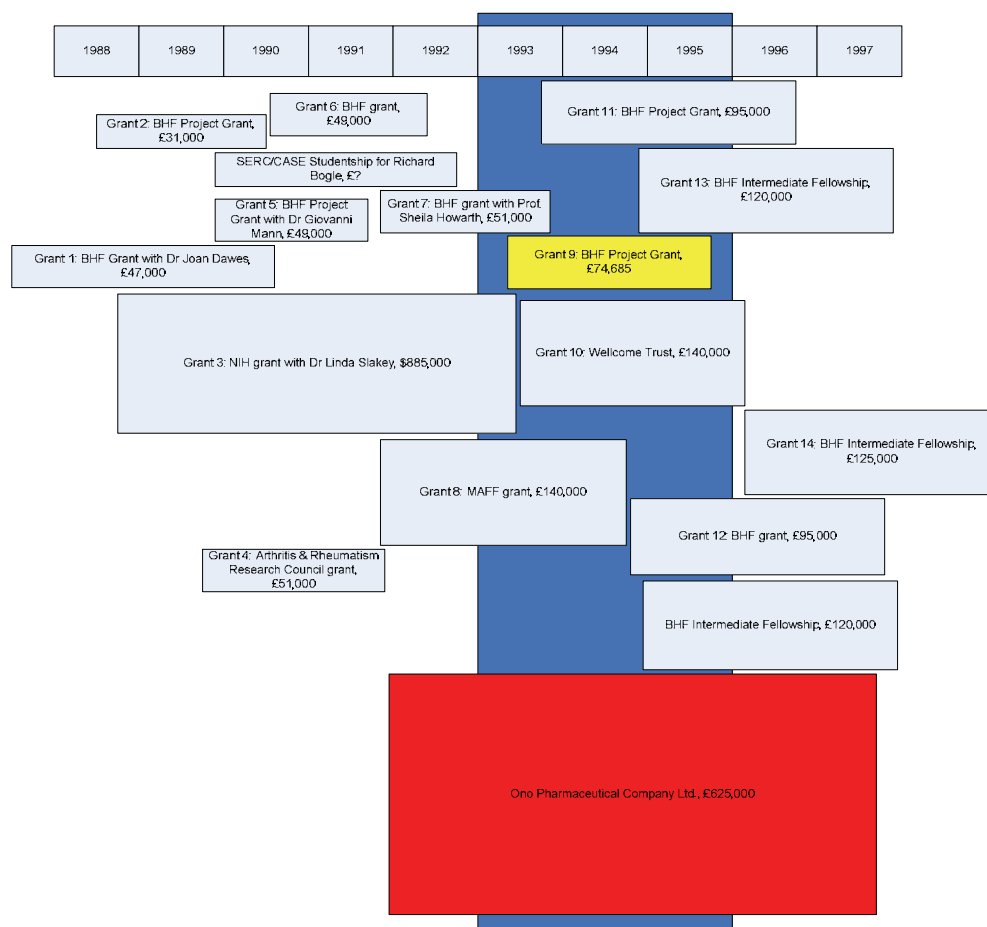 1988 1989 1990 1991 1992 1993 1994 1995 1996 1997
Grant 6: BHF grant,
£49,000
Grant 11: BHF Project Grant, £95,000
Grant 2: BHF Project Grant,
£31,000
SERC/CASE Studentship for Richard
Bogle, £?
Grant 13: BHF Intermediate Fellowship,
£120,000
Grant 5: BHF Project
Grant with Dr Giovanni
Mann, £49,000
Grant 7: BHF grant with Prof.
Sheila Howarth, £51,000
Grant 1: BHF Grant with Dr Joan Dawes,
£47,000
Grant 9: BHF Project Grant,
£74,685
Grant 3: NIH grant with Dr Linda Slakey, $885,000
Grant 10: Wellcome Trust, £140,000
Grant 14: BHF Intermediate Fellowship,
£125,000
Grant 8: MAFF grant, £140,000
Grant 12: BHF grant, £95,000
Grant 4: Arthritis & Rheumatism
Research Council grant,
£51,000
BHF Intermediate Fellowship, £120,000
Ono Pharmaceutical Company Ltd., £625,000